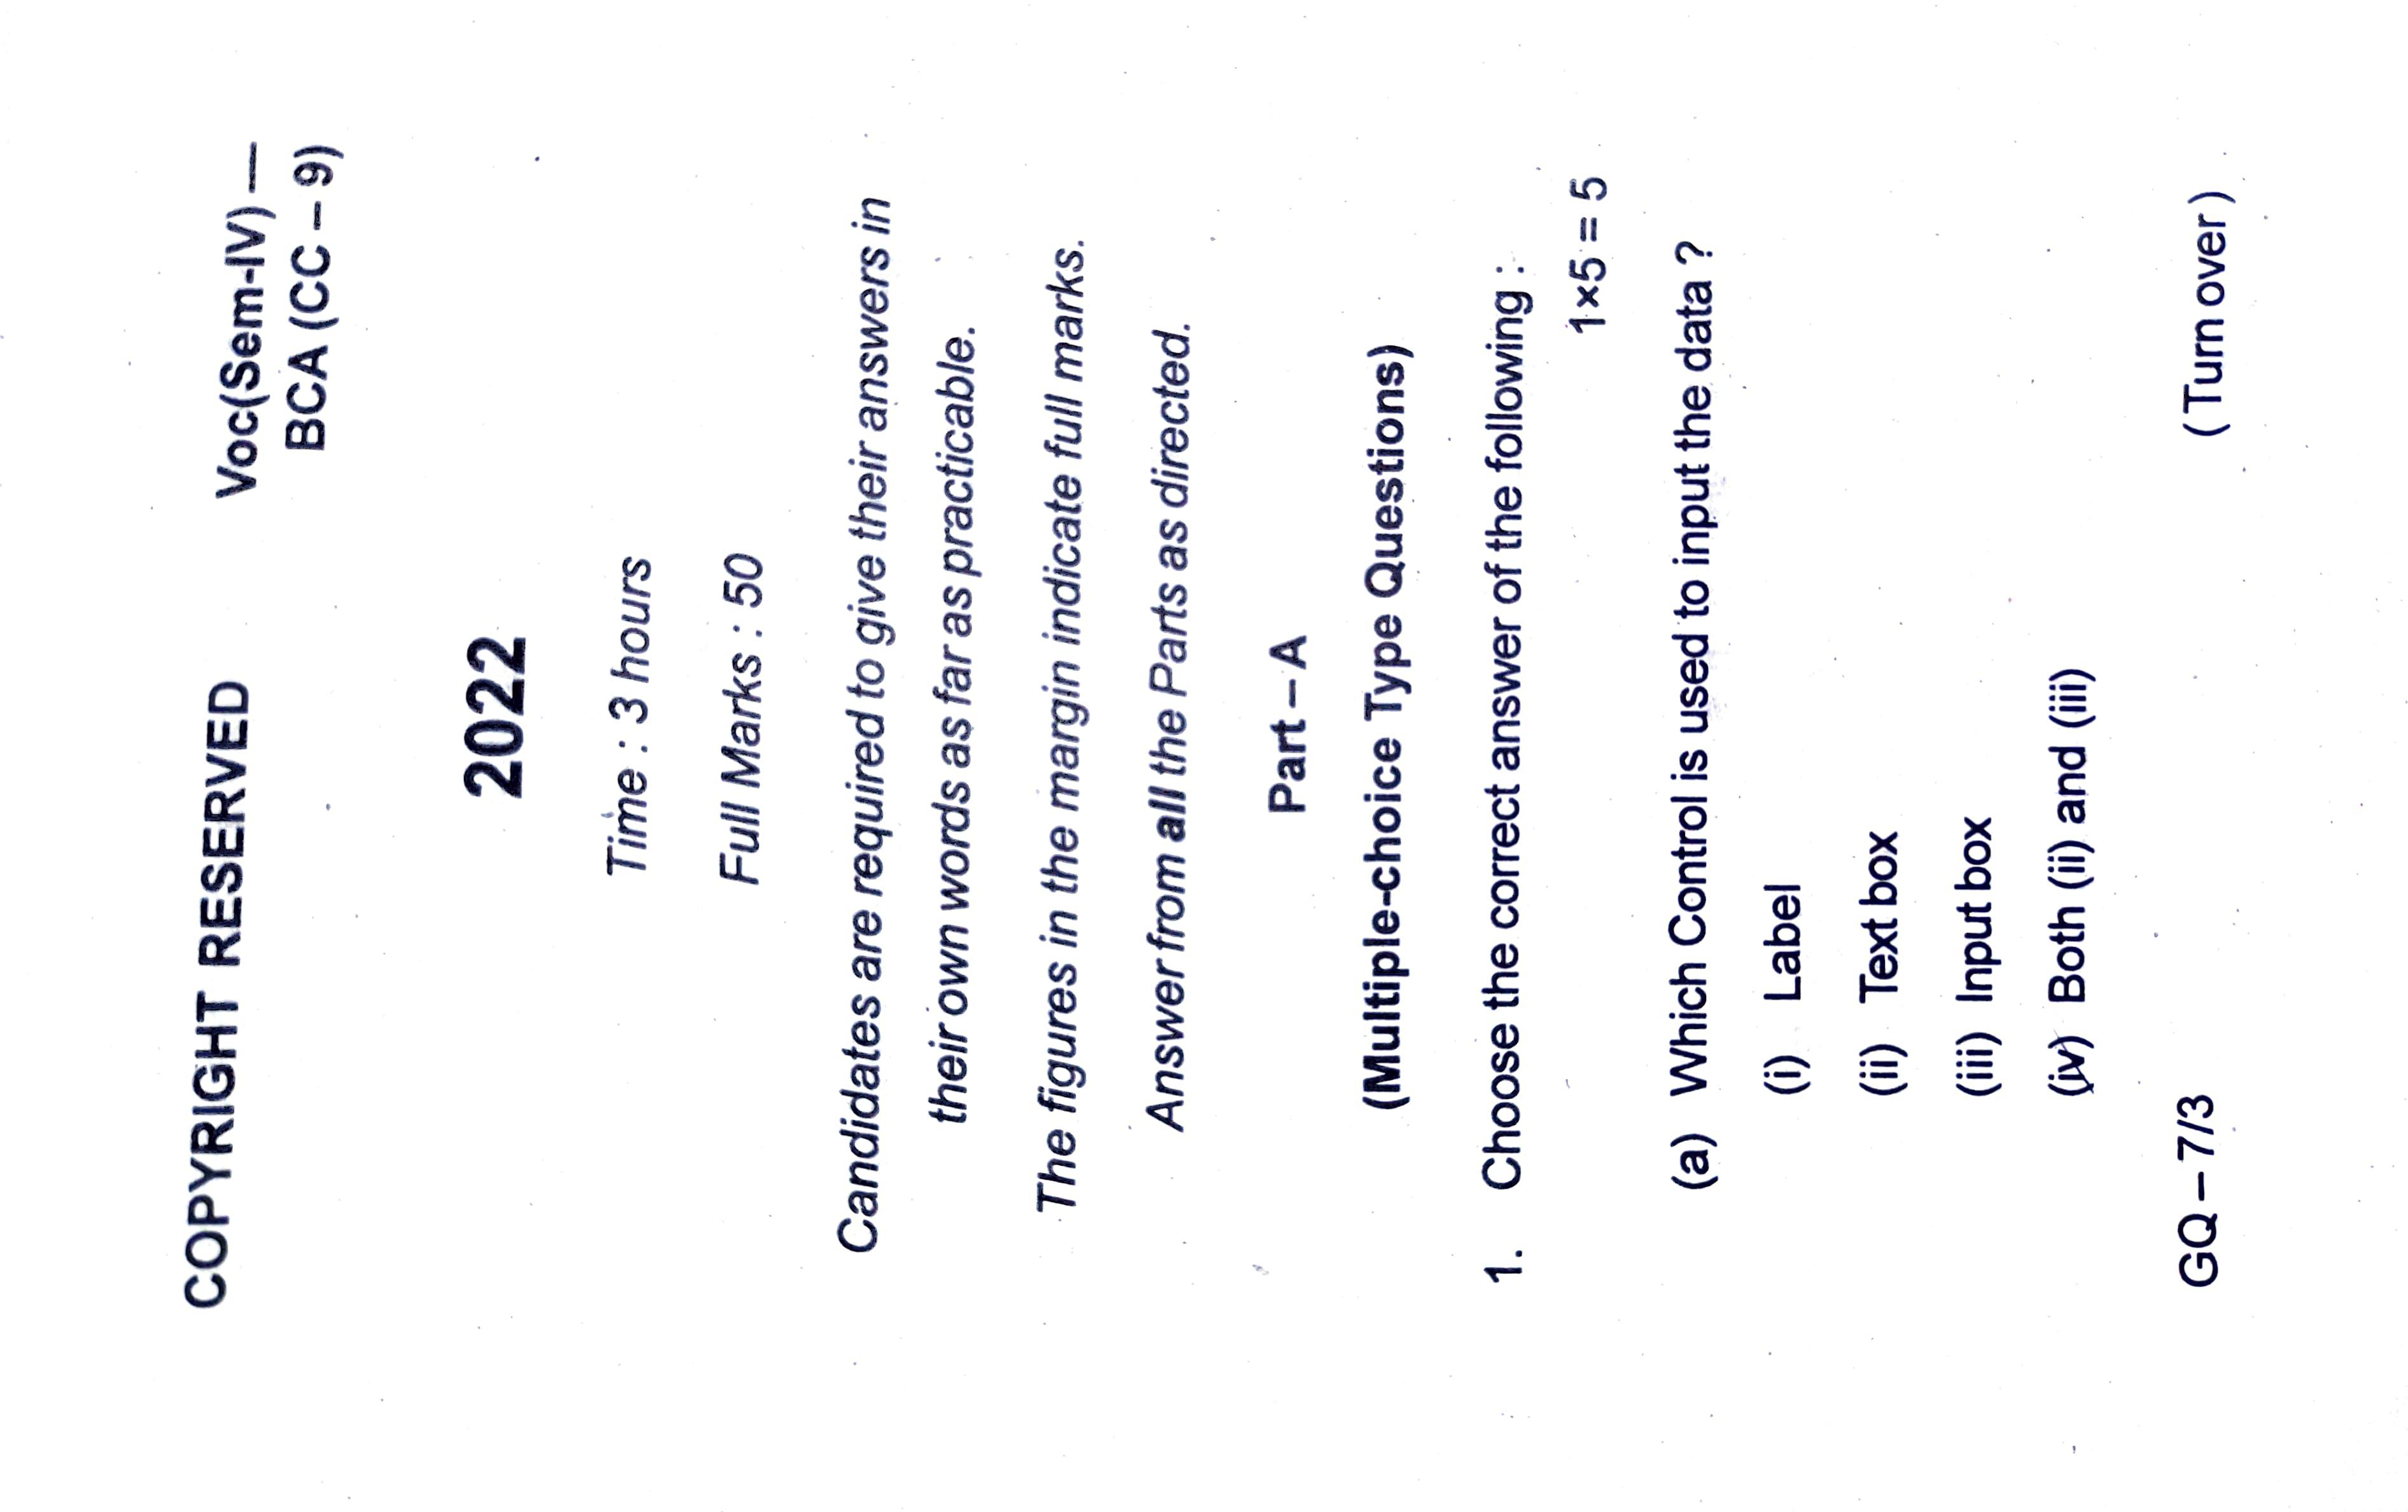 COPYRIGHT RESERVED
Voc(Sem-IV) —
BCA (CC – 9)
2022
Time : 3 hours
Full Marks : 50
Candidates are required to give their answers in
their own words as far as practicable.
The figures in the margin indicate full marks.
Answer from all the Parts as directed.
Part – A
(Multiple-choice Type Questions)
1. Choose the correct answer of the following :
1×5 = 5
(a) Which Control is used to input the data ?
(i) Label
(ii) Text box
(iii) Input box
(iv) Both (ii) and (iii)
GQ – 7/3
( Turn over )